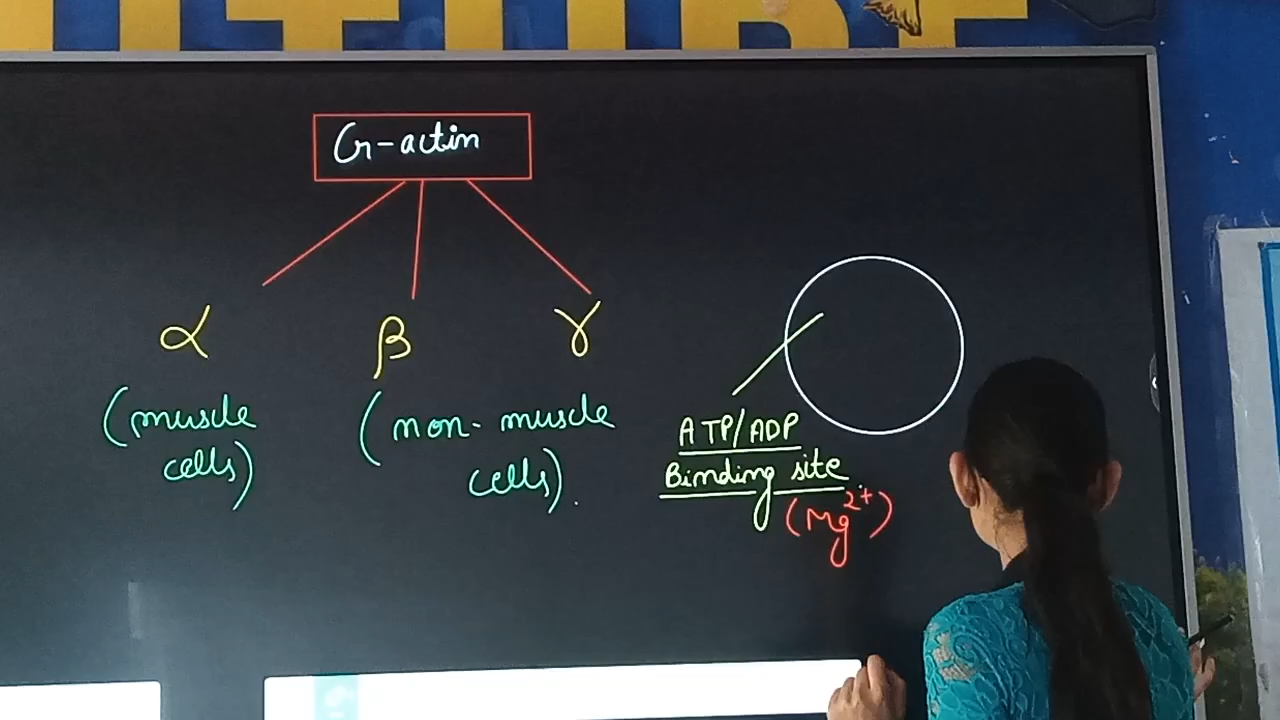 G-actin
α β γ
(muscle cells)
(non-muscle cells).
ATP/ADP
Binding site.
(Mg²⁺)